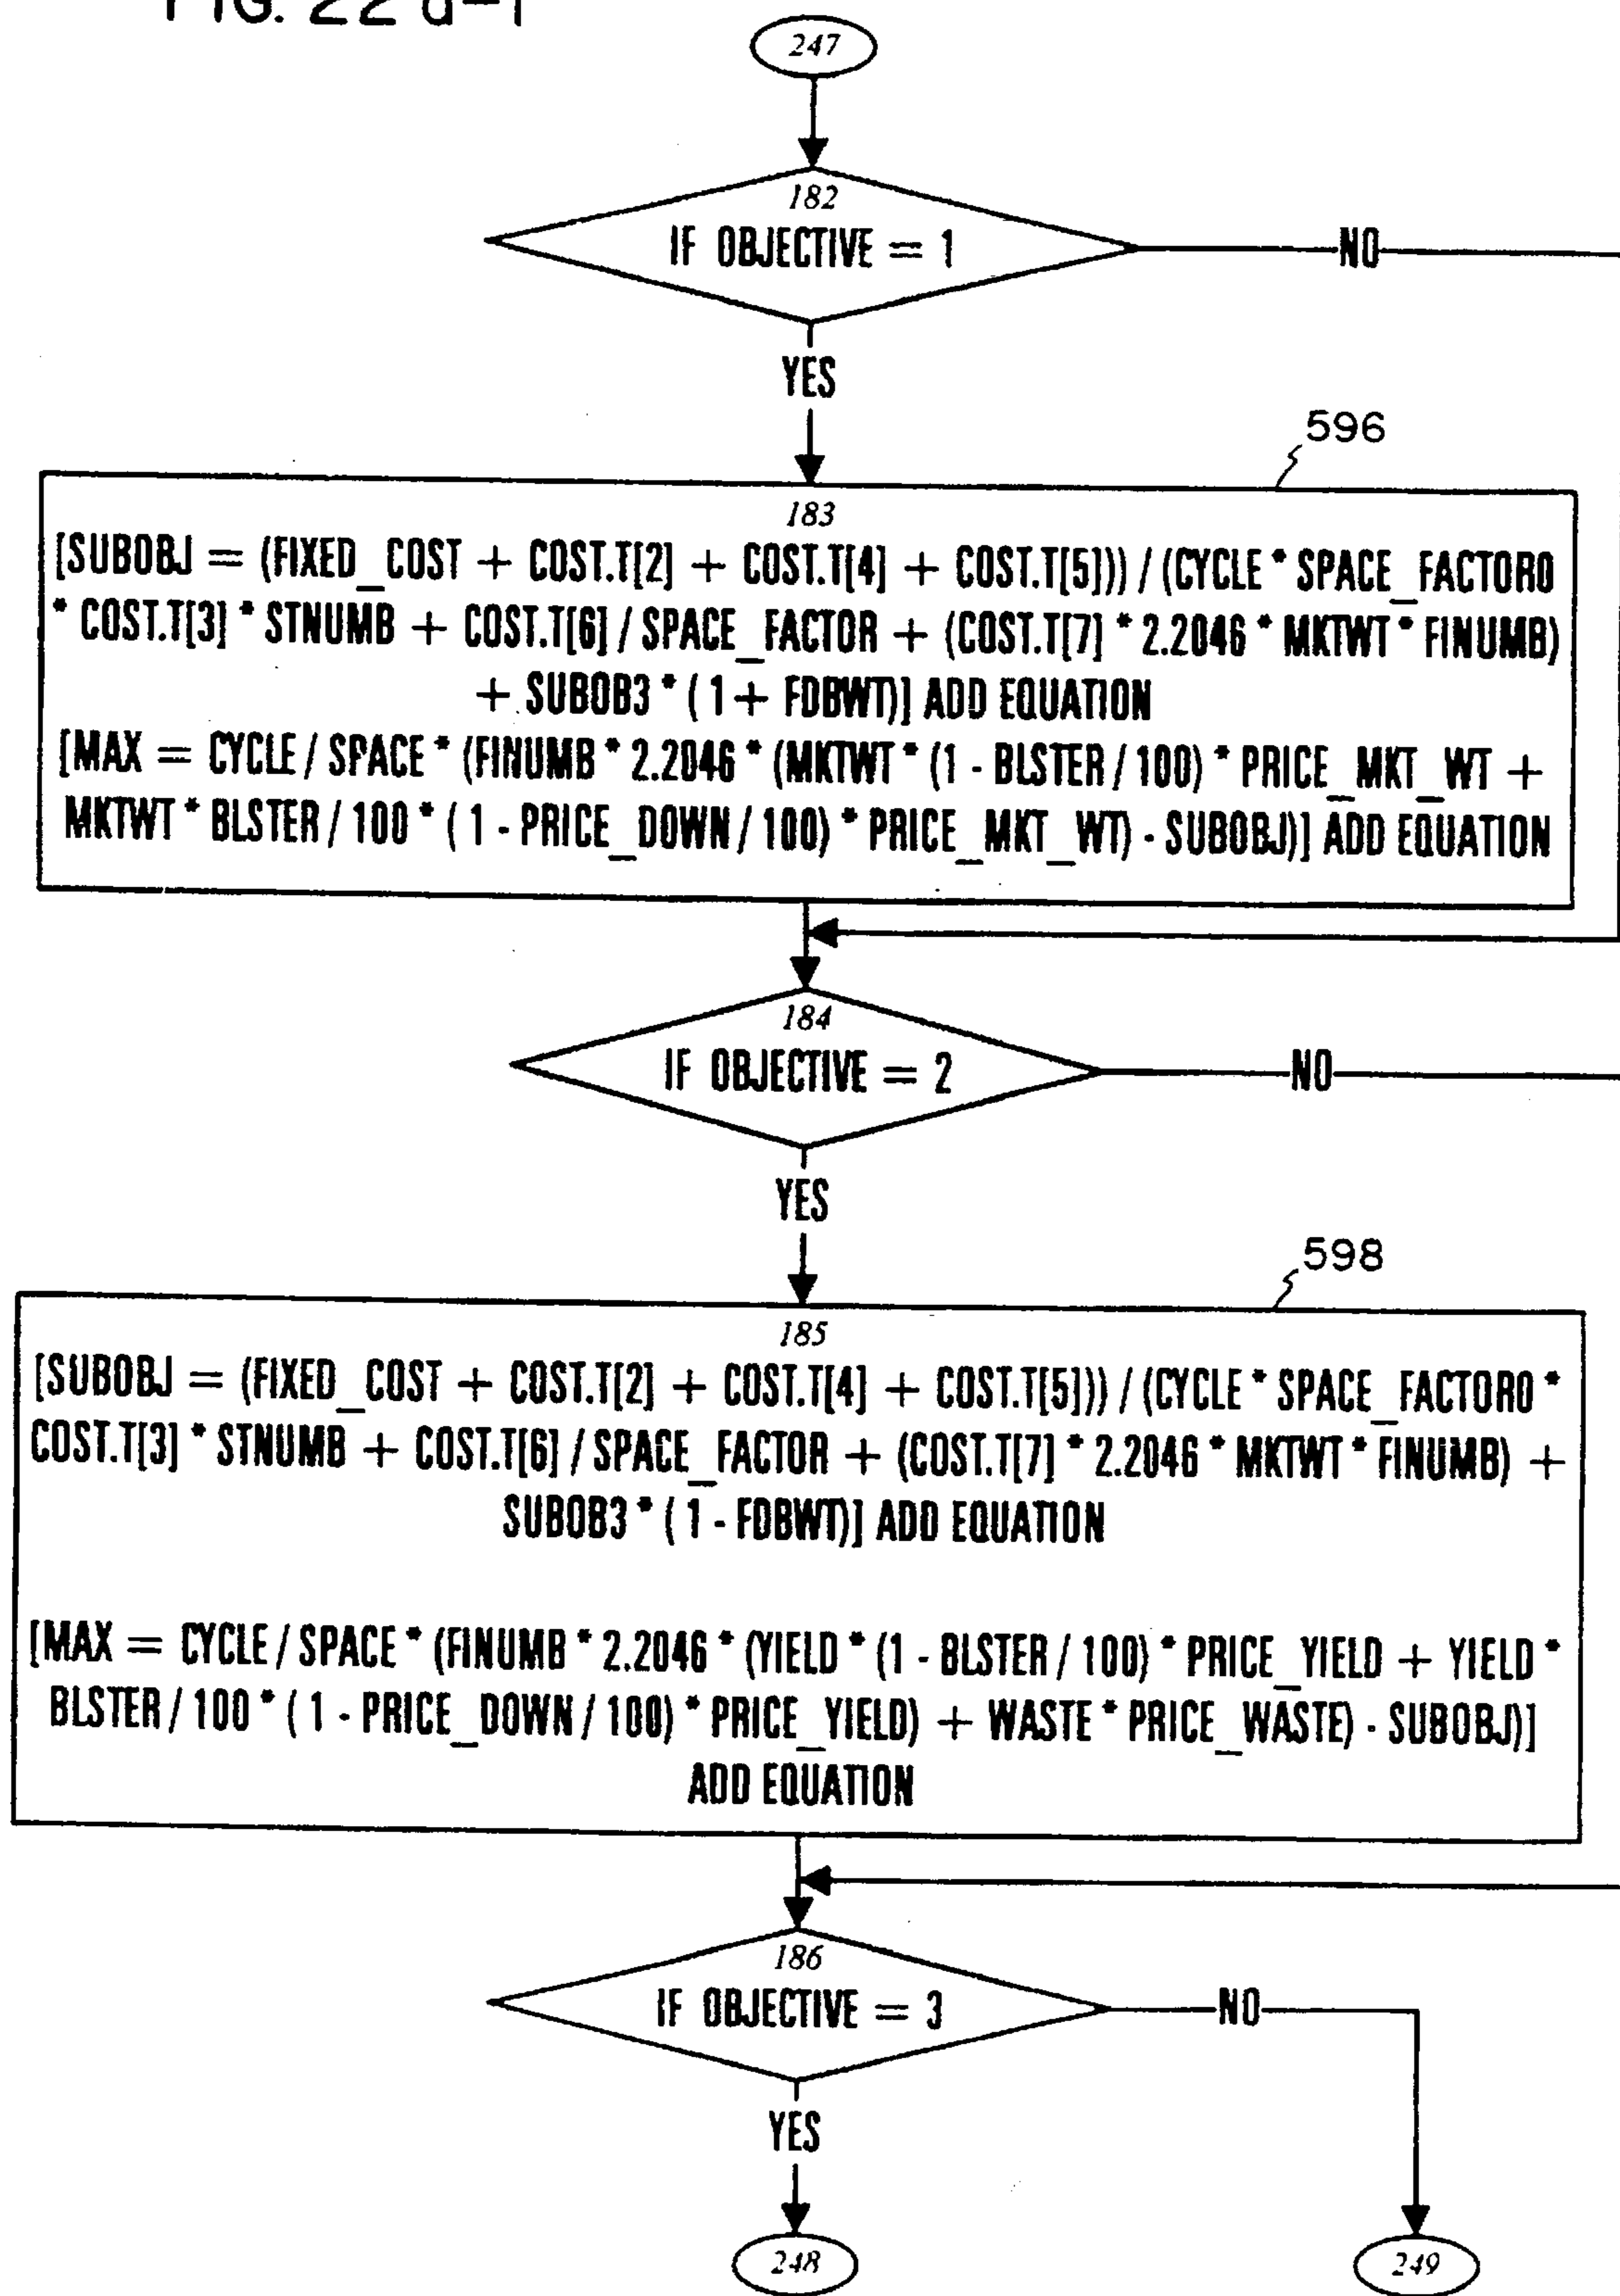 FIG. 22 d-1
247
182
IF OBJECTIVE = 1
NO
YES
596
183
[SUBOBJ = (FIXED_COST + COST.T[2] + COST.T[4] + COST.T[5])) / (CYCLE * SPACE_FACTORO
* COST.T[3] * STNUMB + COST.T[6] / SPACE_FACTOR + (COST.T[7] * 2.2046 * MKTWT * FINUMB)
+ SUBOB3 * ( 1 + FDBWT)] ADD EQUATION
[MAX = CYCLE / SPACE * (FINUMB * 2.2046 * (MKTWT * (1 - BLSTER / 100) * PRICE_MKT_WT +
MKTWT * BLSTER / 100 * ( 1 - PRICE_DOWN / 100) * PRICE_MKT_WT) - SUBOBJ)] ADD EQUATION
184
IF OBJECTIVE = 2
NO
YES
598
185
[SUBOBJ = (FIXED_COST + COST.T[2] + COST.T[4] + COST.T[5])) / (CYCLE * SPACE_FACTORO *
COST.T[3] * STNUMB + COST.T[6] / SPACE_FACTOR + (COST.T[7] * 2.2046 * MKTWT * FINUMB) +
SUBOB3 * ( 1 - FDBWT)] ADD EQUATION
[MAX = CYCLE / SPACE * (FINUMB * 2.2046 * (YIELD * (1 - BLSTER / 100) * PRICE_YIELD + YIELD *
BLSTER / 100 * ( 1 - PRICE_DOWN / 100) * PRICE_YIELD) + WASTE * PRICE_WASTE) - SUBOBJ)]
ADD EQUATION
186
IF OBJECTIVE = 3
NO
YES
248
249